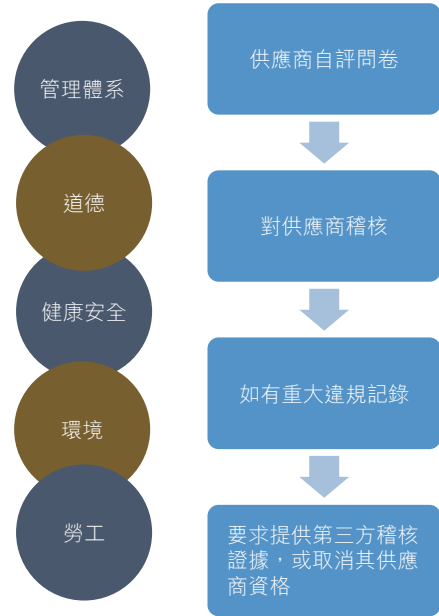 管理體系
道德
健康安全
環境
勞工
供應商自評問卷
對供應商稽核
如有重大違規記錄
要求提供第三方稽核
證據，或取消其供應
商資格